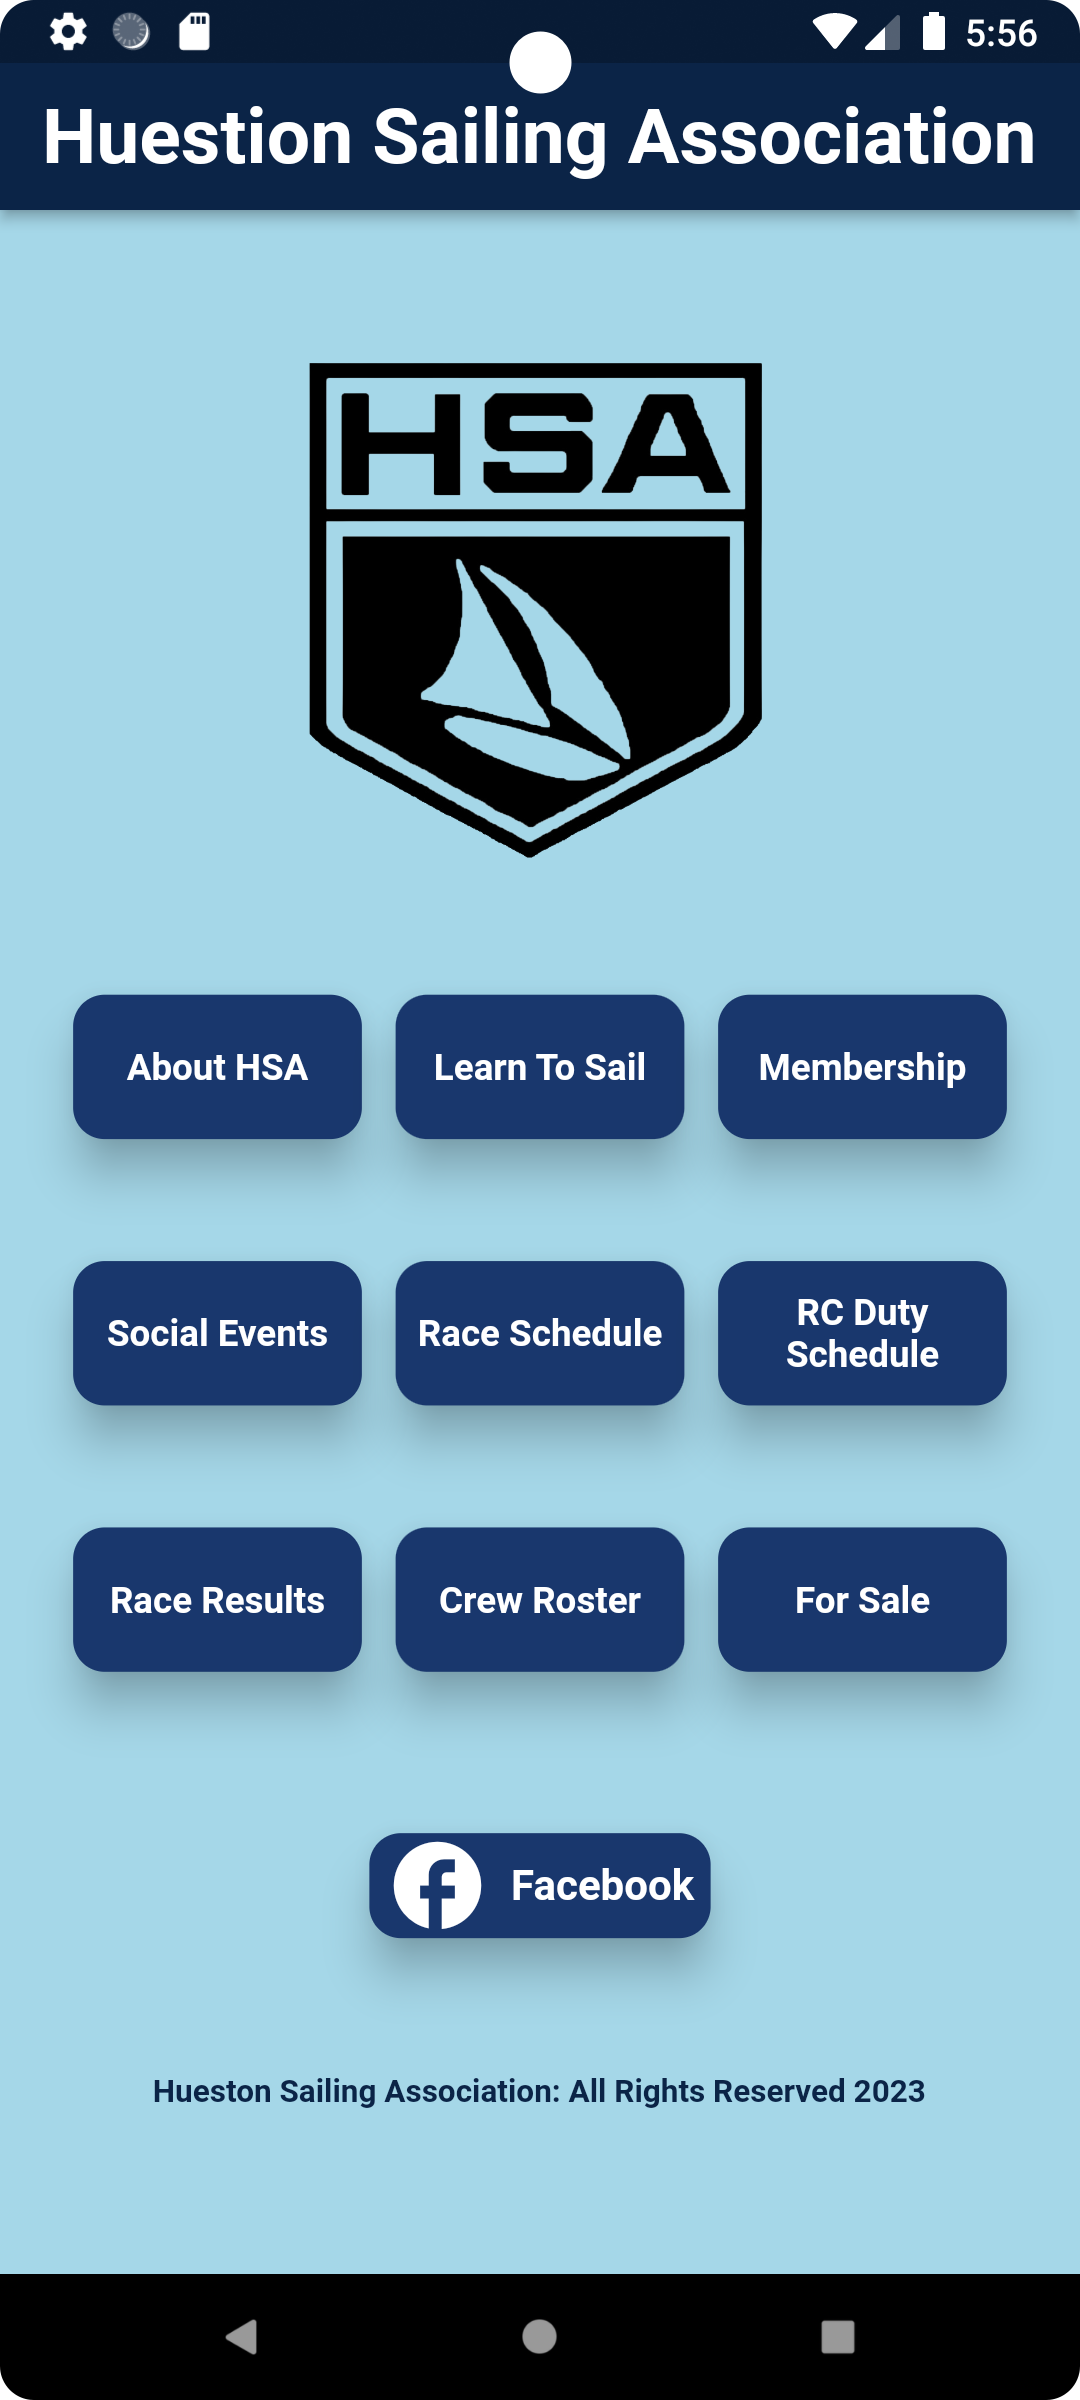 5:56
Huestion Sailing Association
HSA
About HSA
Learn To Sail
Membership
Social Events
Race Schedule
RC Duty
Schedule
Race Results
Crew Roster
For Sale
Facebook
Hueston Sailing Association: All Rights Reserved 2023